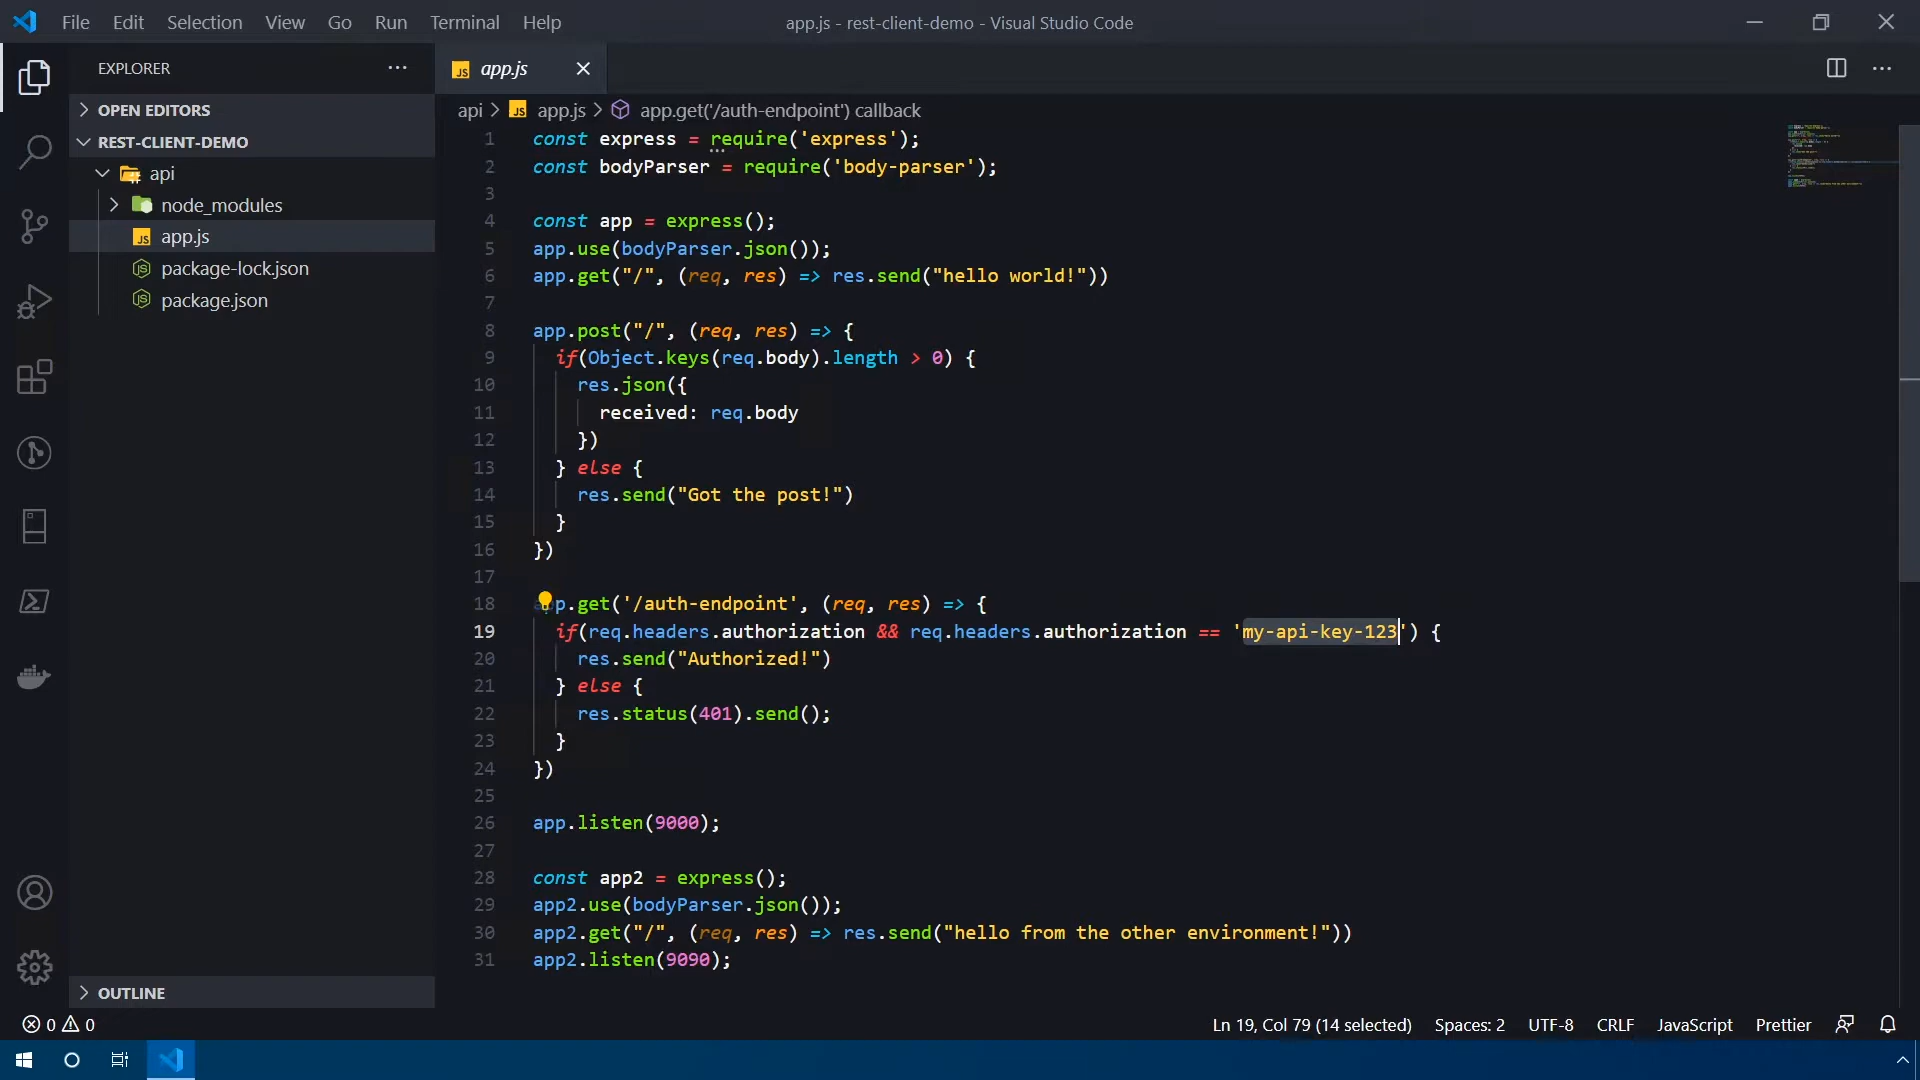 File Edit Selection View Go Run Terminal Help
app.js - rest-client-demo - Visual Studio Code
EXPLORER
OPEN EDITORS
REST-CLIENT-DEMO
api
node_modules
JS app.js
package-lock.json
package.json
OUTLINE
JS app.js
api > JS app.js > app.get('/auth-endpoint') callback
1 const express = require('express');
2 const bodyParser = require('body-parser');
3
4 const app = express();
5 app.use(bodyParser.json());
6 app.get("/", (req, res) => res.send("hello world!"))
7
8 app.post("/", (req, res) => {
9 if(Object.keys(req.body).length > 0) {
10 res.json({
11 received: req.body
12 })
13 } else {
14 res.send("Got the post!")
15 }
16 })
17
18 app.get('/auth-endpoint', (req, res) => {
19 if(req.headers.authorization && req.headers.authorization == 'my-api-key-123') {
20 res.send("Authorized!")
21 } else {
22 res.status(401).send();
23 }
24 })
25
26 app.listen(9000);
27
28 const app2 = express();
29 app2.use(bodyParser.json());
30 app2.get("/", (req, res) => res.send("hello from the other environment!"))
31 app2.listen(9090);
0 0
Ln 19, Col 79 (14 selected) Spaces: 2 UTF-8 CRLF JavaScript Prettier